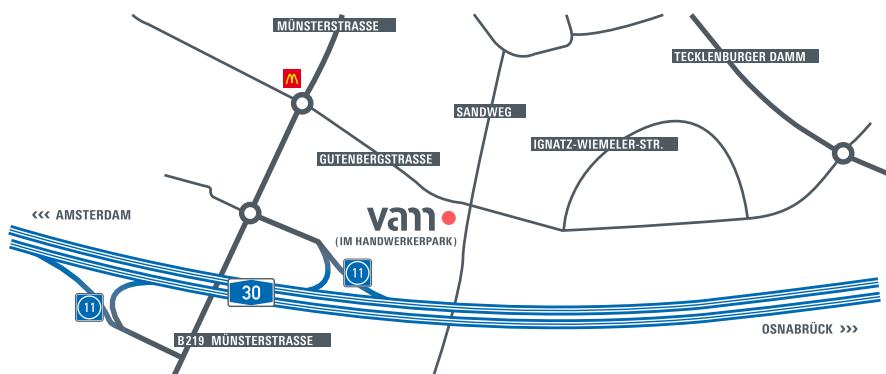 MÜNSTERSTRASSE
TECKLENBURGER DAMM
SANDWEG
IGNATZ-WIEMELER-STR.
GUTENBERGSTRASSE
‹‹‹ AMSTERDAM
vam
(IM HANDWERKERPARK)
11
30
11
OSNABRÜCK ›››
B219 MÜNSTERSTRASSE